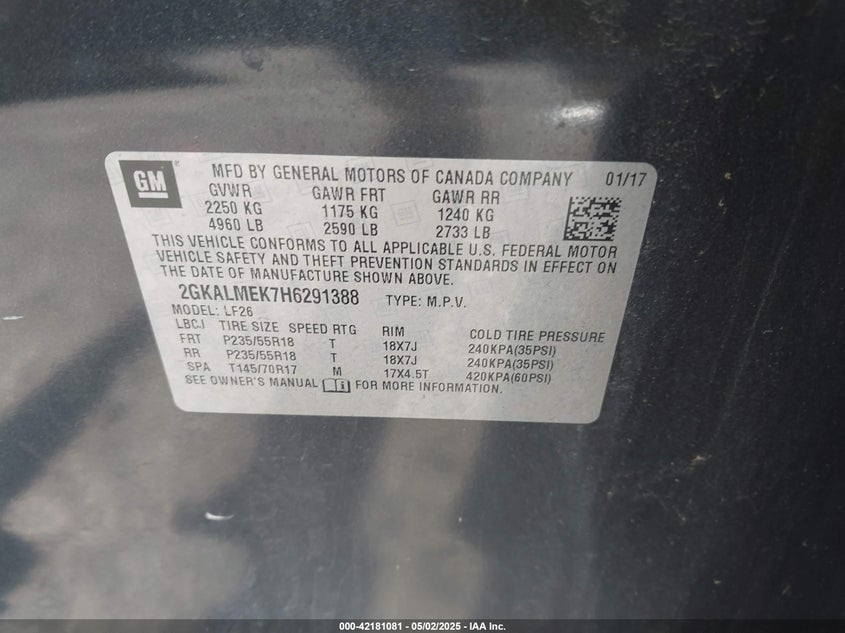 GM MFD BY GENERAL MOTORS OF CANADA COMPANY 01/17
GVWR GAWR FRT GAWR RR
2250 KG 1175 KG 1240 KG
4960 LB 2590 LB 2733 LB
THIS VEHICLE CONFORMS TO ALL APPLICABLE U.S. FEDERAL MOTOR
VEHICLE SAFETY AND THEFT PREVENTION STANDARDS IN EFFECT ON
THE DATE OF MANUFACTURE SHOWN ABOVE.
2GKALMEK7H6291388 TYPE: M.P.V.
MODEL: LF26
LBCJ TIRE SIZE SPEED RTG RIM COLD TIRE PRESSURE
FRT P235/55R18 T 18X7J 240KPA(35PSI)
RR P235/55R18 T 18X7J 240KPA(35PSI)
SPA T145/70R17 M 17X4.5T 420KPA(60PSI)
SEE OWNER'S MANUAL FOR MORE INFORMATION.
000-42181081 - 05/02/2025 - IAA Inc.